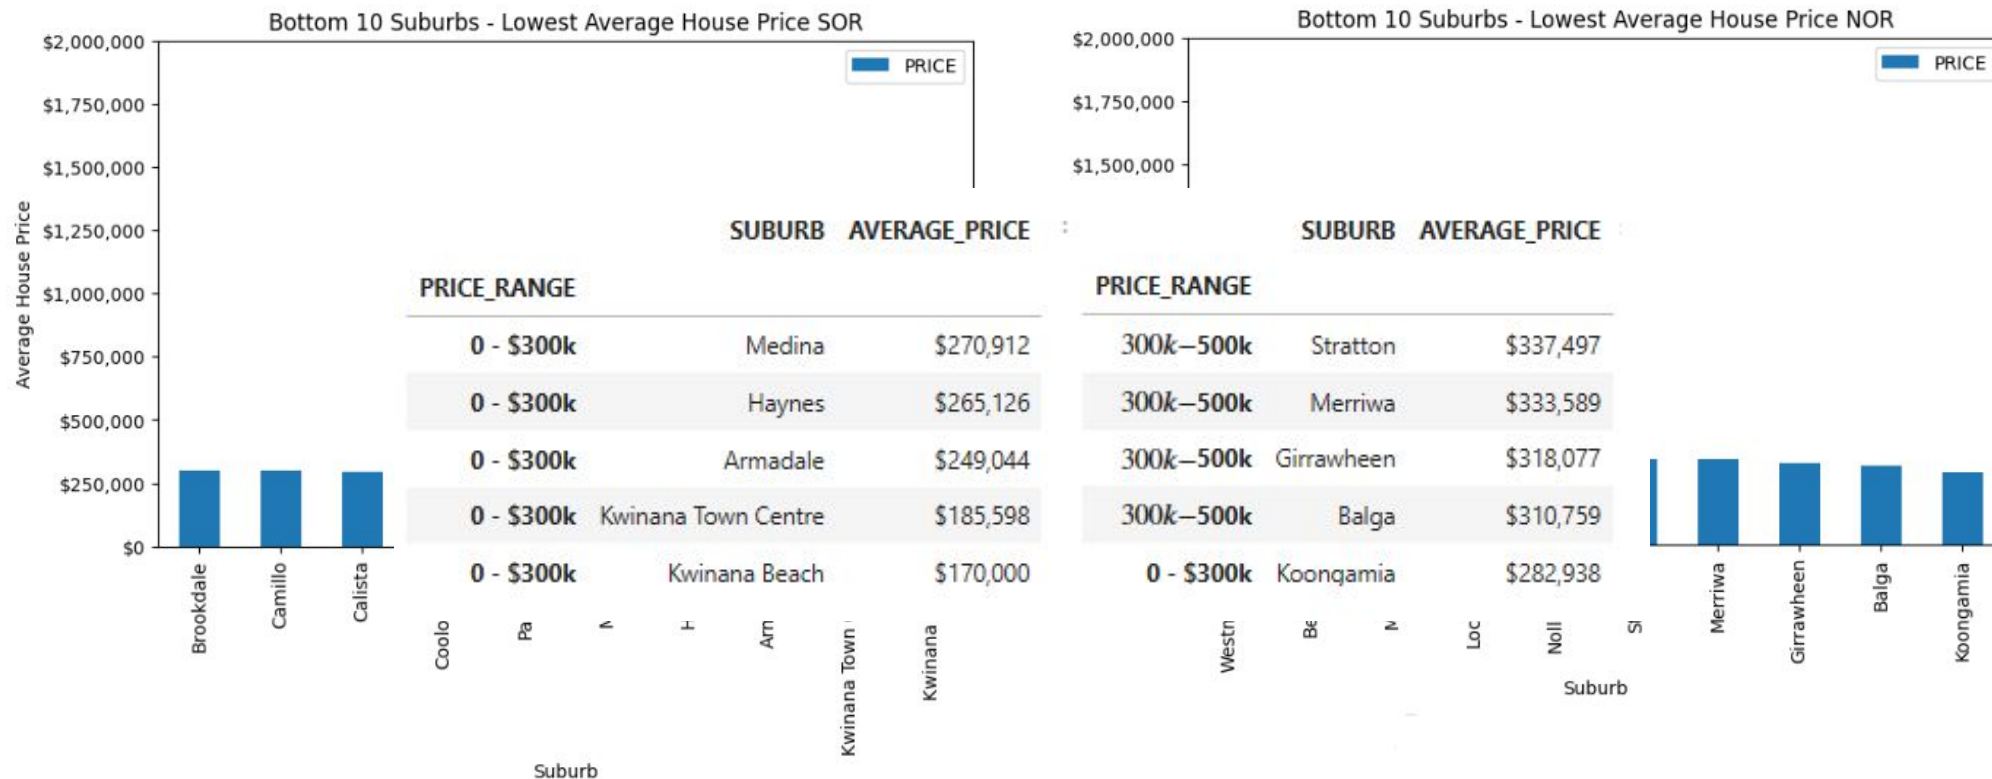 Bottom 10 Suburbs - Lowest Average House Price SOR
PRICE
$2,000,000
$1,750,000
$1,500,000
$1,250,000
$1,000,000
$750,000
$500,000
$250,000
$0
Average House Price
Brookdale
Camillo
Calista
Coolo
Pa
Arm
Kwinana Town
Kwinana
Suburb
SUBURB AVERAGE_PRICE
PRICE_RANGE
0 - $300k Medina $270,912
0 - $300k Haynes $265,126
0 - $300k Armadale $249,044
0 - $300k Kwinana Town Centre $185,598
0 - $300k Kwinana Beach $170,000
Bottom 10 Suburbs - Lowest Average House Price NOR
PRICE
$2,000,000
$1,750,000
$1,500,000
SUBURB AVERAGE_PRICE
PRICE_RANGE
300k−500k Stratton $337,497
300k−500k Merriwa $333,589
300k−500k Girrawheen $318,077
300k−500k Balga $310,759
0 - $300k Koongamia $282,938
Be
Loc
Noll
Merriwa
Girrawheen
Balga
Koongamia
Suburb